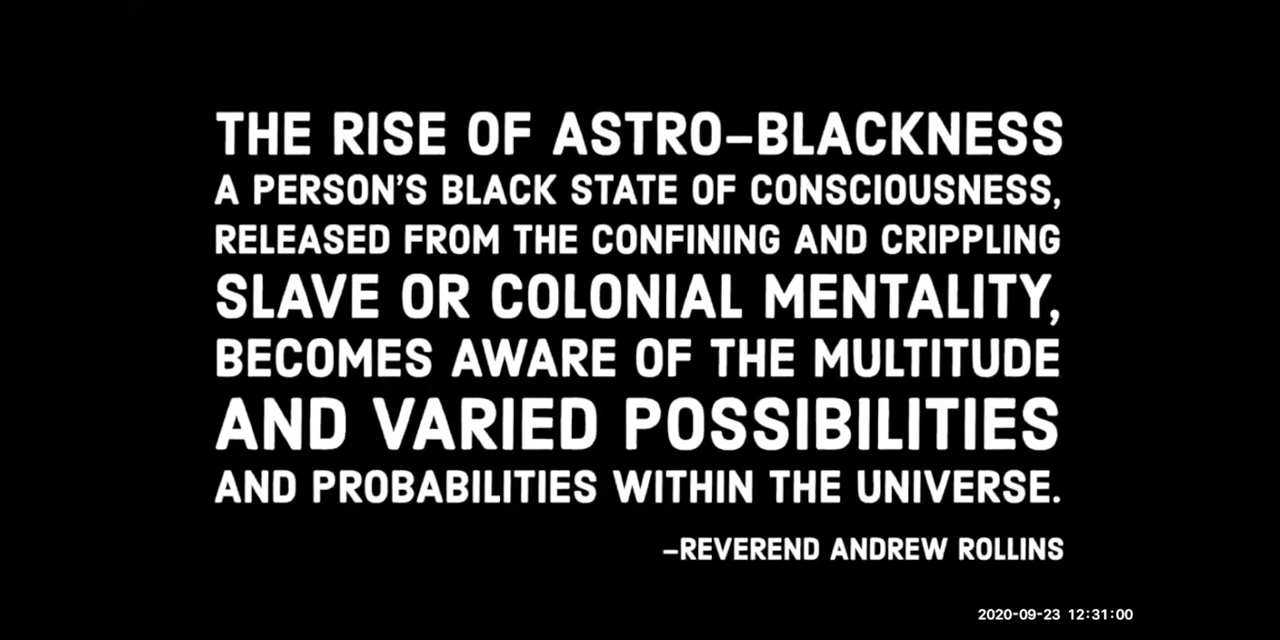 THE RISE OF ASTRO–BLACKNESS
A PERSON'S BLACK STATE OF CONSCIOUSNESS,
RELEASED FROM THE CONFINING AND CRIPPLING
SLAVE OR COLONIAL MENTALITY,
BECOMES AWARE OF THE MULTITUDE
AND VARIED POSSIBILITIES
AND PROBABILITIES WITHIN THE UNIVERSE.
–REVEREND ANDREW ROLLINS
2020-09-23 12:31:00